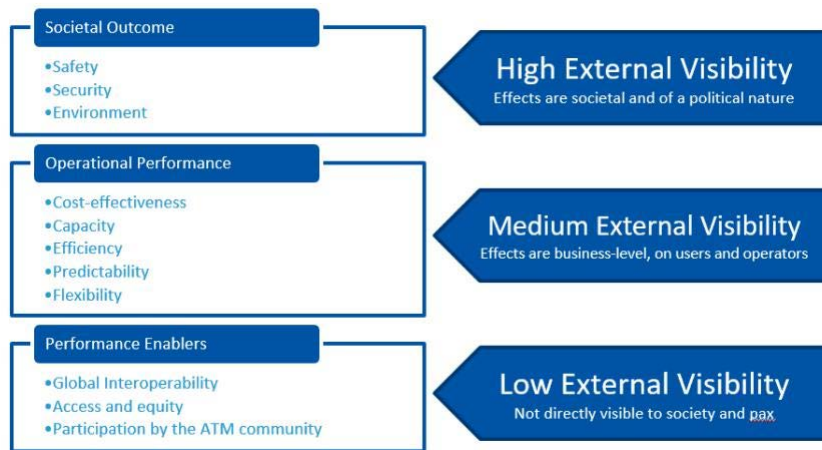 Societal Outcome
•Safety
•Security
•Environment
High External Visibility
Effects are societal and of a political nature
Operational Performance
•Cost-effectiveness
•Capacity
•Efficiency
•Predictability
•Flexibility
Medium External Visibility
Effects are business-level, on users and operators
Performance Enablers
•Global Interoperability
•Access and equity
•Participation by the ATM community
Low External Visibility
Not directly visible to society and pax